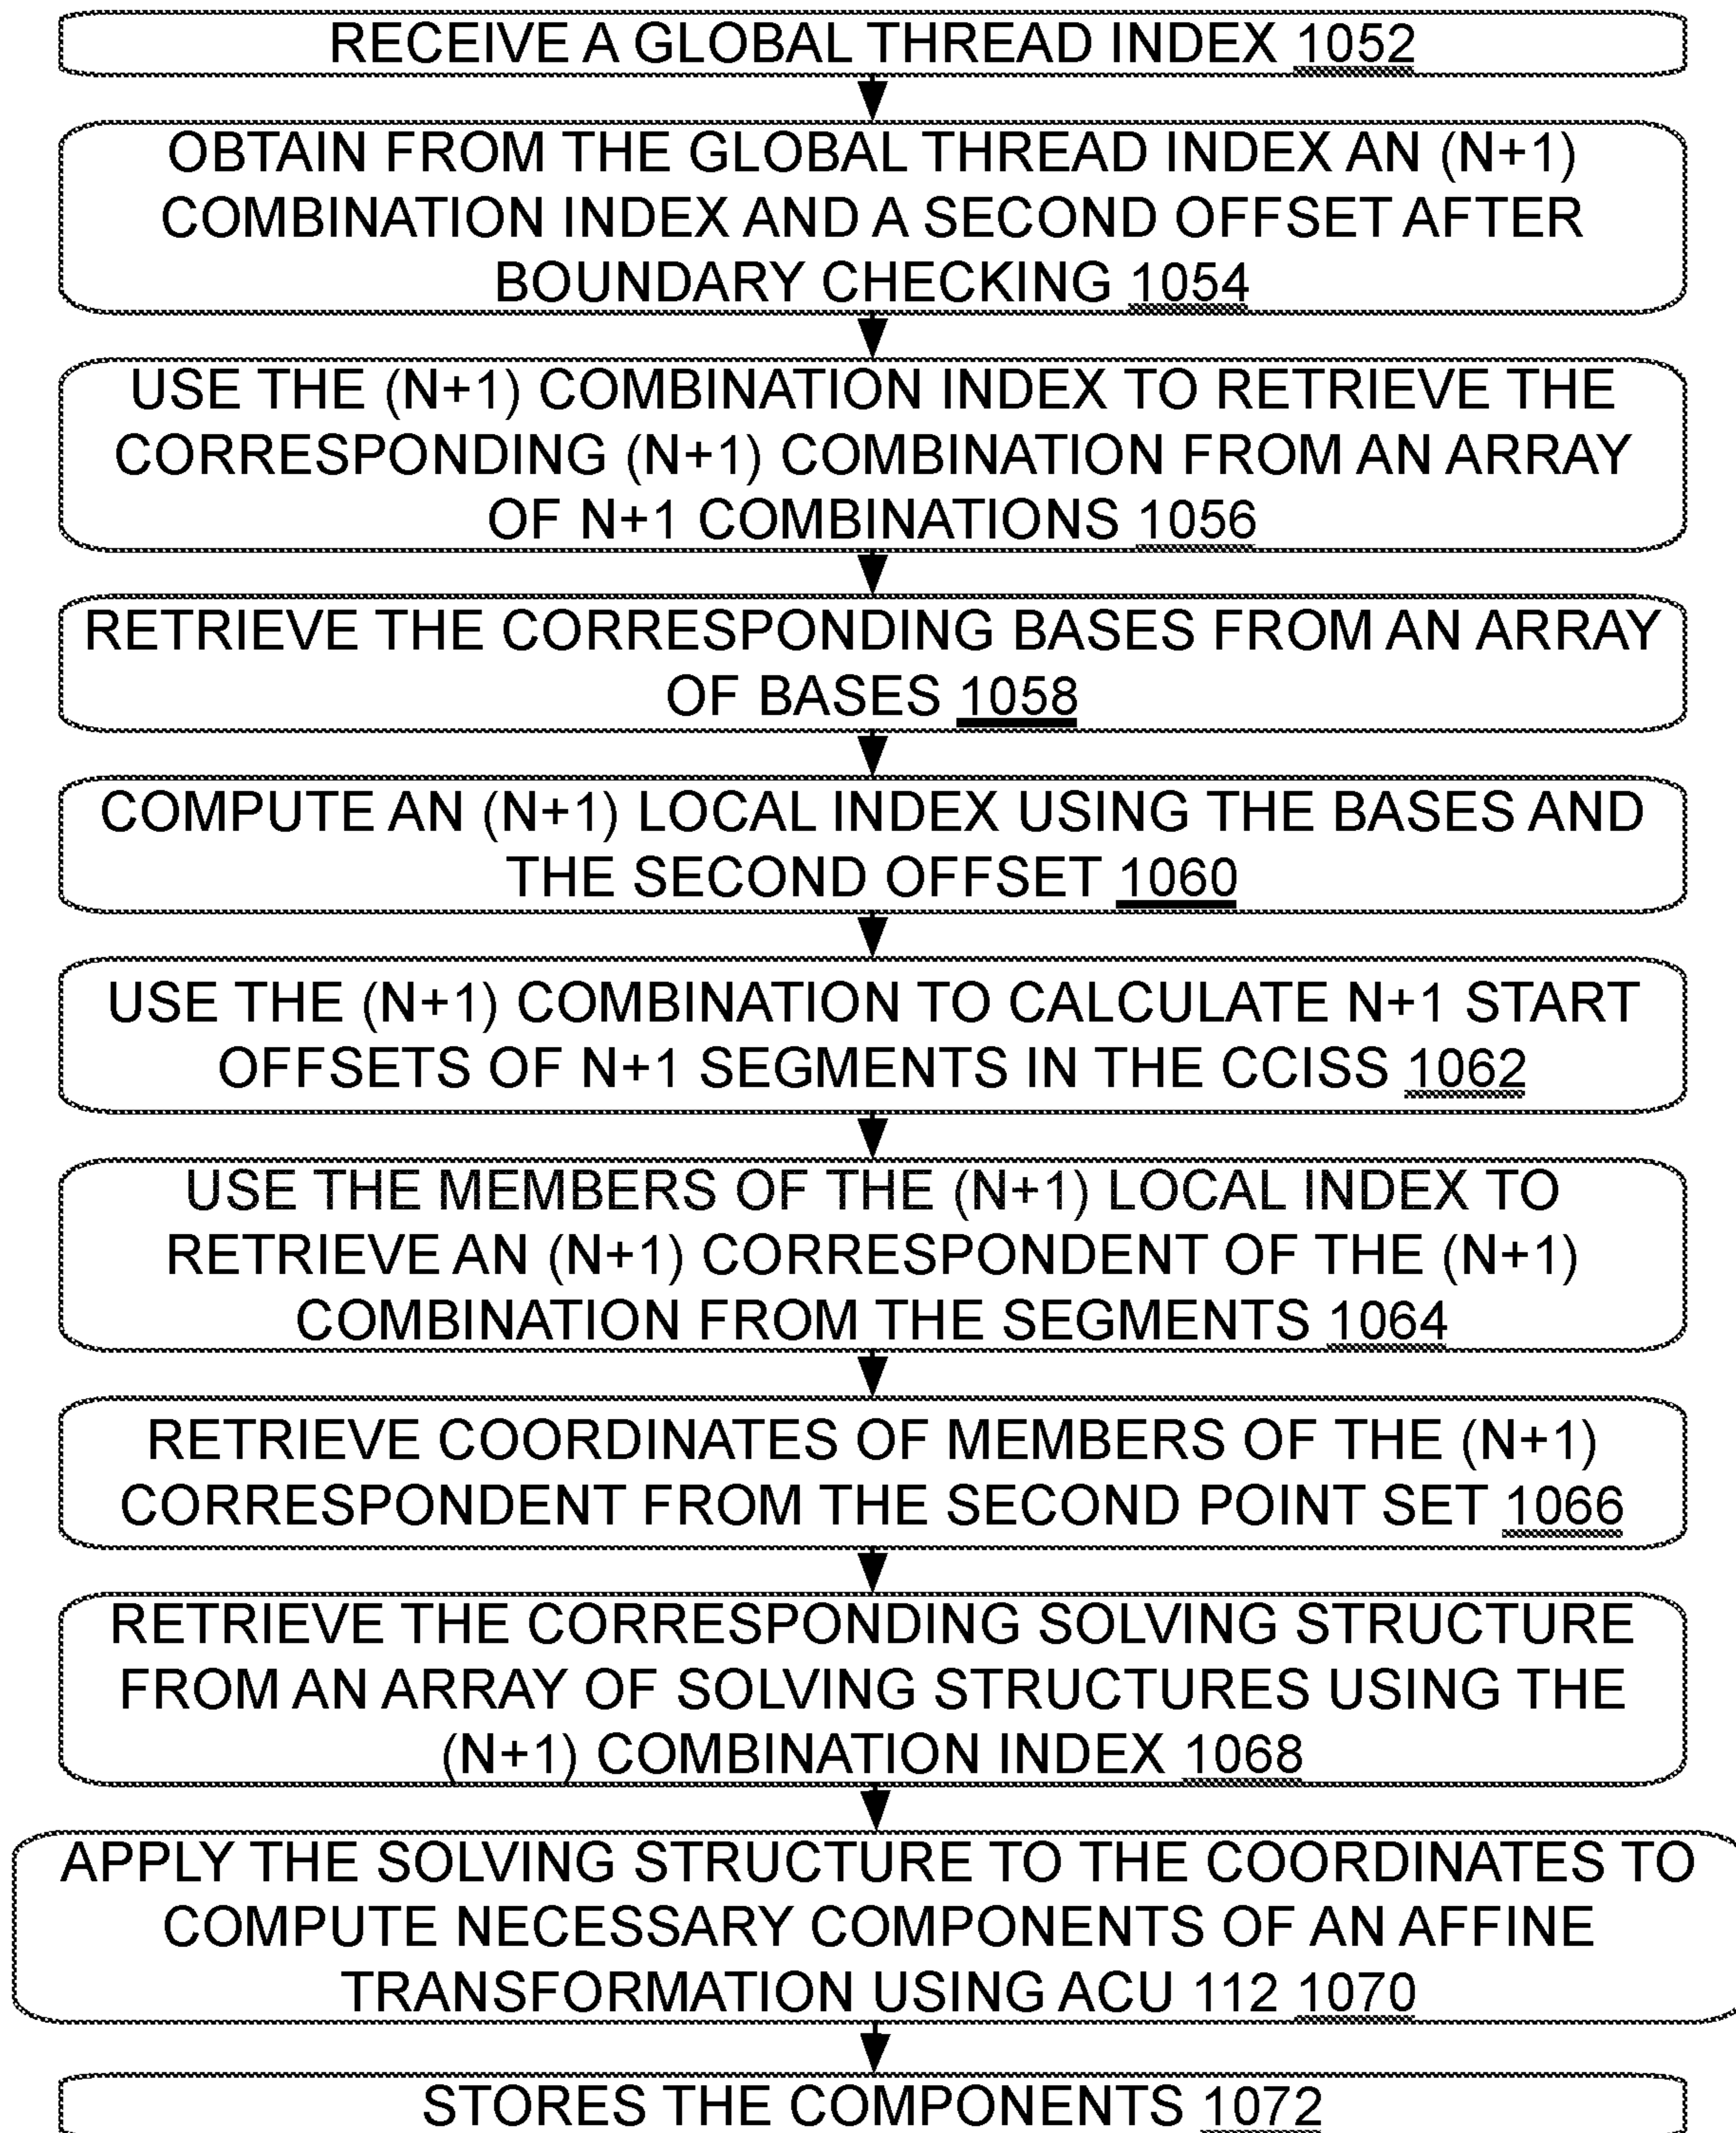 RECEIVE A GLOBAL THREAD INDEX 1052
OBTAIN FROM THE GLOBAL THREAD INDEX AN (N+1)
COMBINATION INDEX AND A SECOND OFFSET AFTER
BOUNDARY CHECKING 1054
USE THE (N+1) COMBINATION INDEX TO RETRIEVE THE
CORRESPONDING (N+1) COMBINATION FROM AN ARRAY
OF N+1 COMBINATIONS 1056
RETRIEVE THE CORRESPONDING BASES FROM AN ARRAY
OF BASES 1058
COMPUTE AN (N+1) LOCAL INDEX USING THE BASES AND
THE SECOND OFFSET 1060
USE THE (N+1) COMBINATION TO CALCULATE N+1 START
OFFSETS OF N+1 SEGMENTS IN THE CCISS 1062
USE THE MEMBERS OF THE (N+1) LOCAL INDEX TO
RETRIEVE AN (N+1) CORRESPONDENT OF THE (N+1)
COMBINATION FROM THE SEGMENTS 1064
RETRIEVE COORDINATES OF MEMBERS OF THE (N+1)
CORRESPONDENT FROM THE SECOND POINT SET 1066
RETRIEVE THE CORRESPONDING SOLVING STRUCTURE
FROM AN ARRAY OF SOLVING STRUCTURES USING THE
(N+1) COMBINATION INDEX 1068
APPLY THE SOLVING STRUCTURE TO THE COORDINATES TO
COMPUTE NECESSARY COMPONENTS OF AN AFFINE
TRANSFORMATION USING ACU 112 1070
STORES THE COMPONENTS 1072